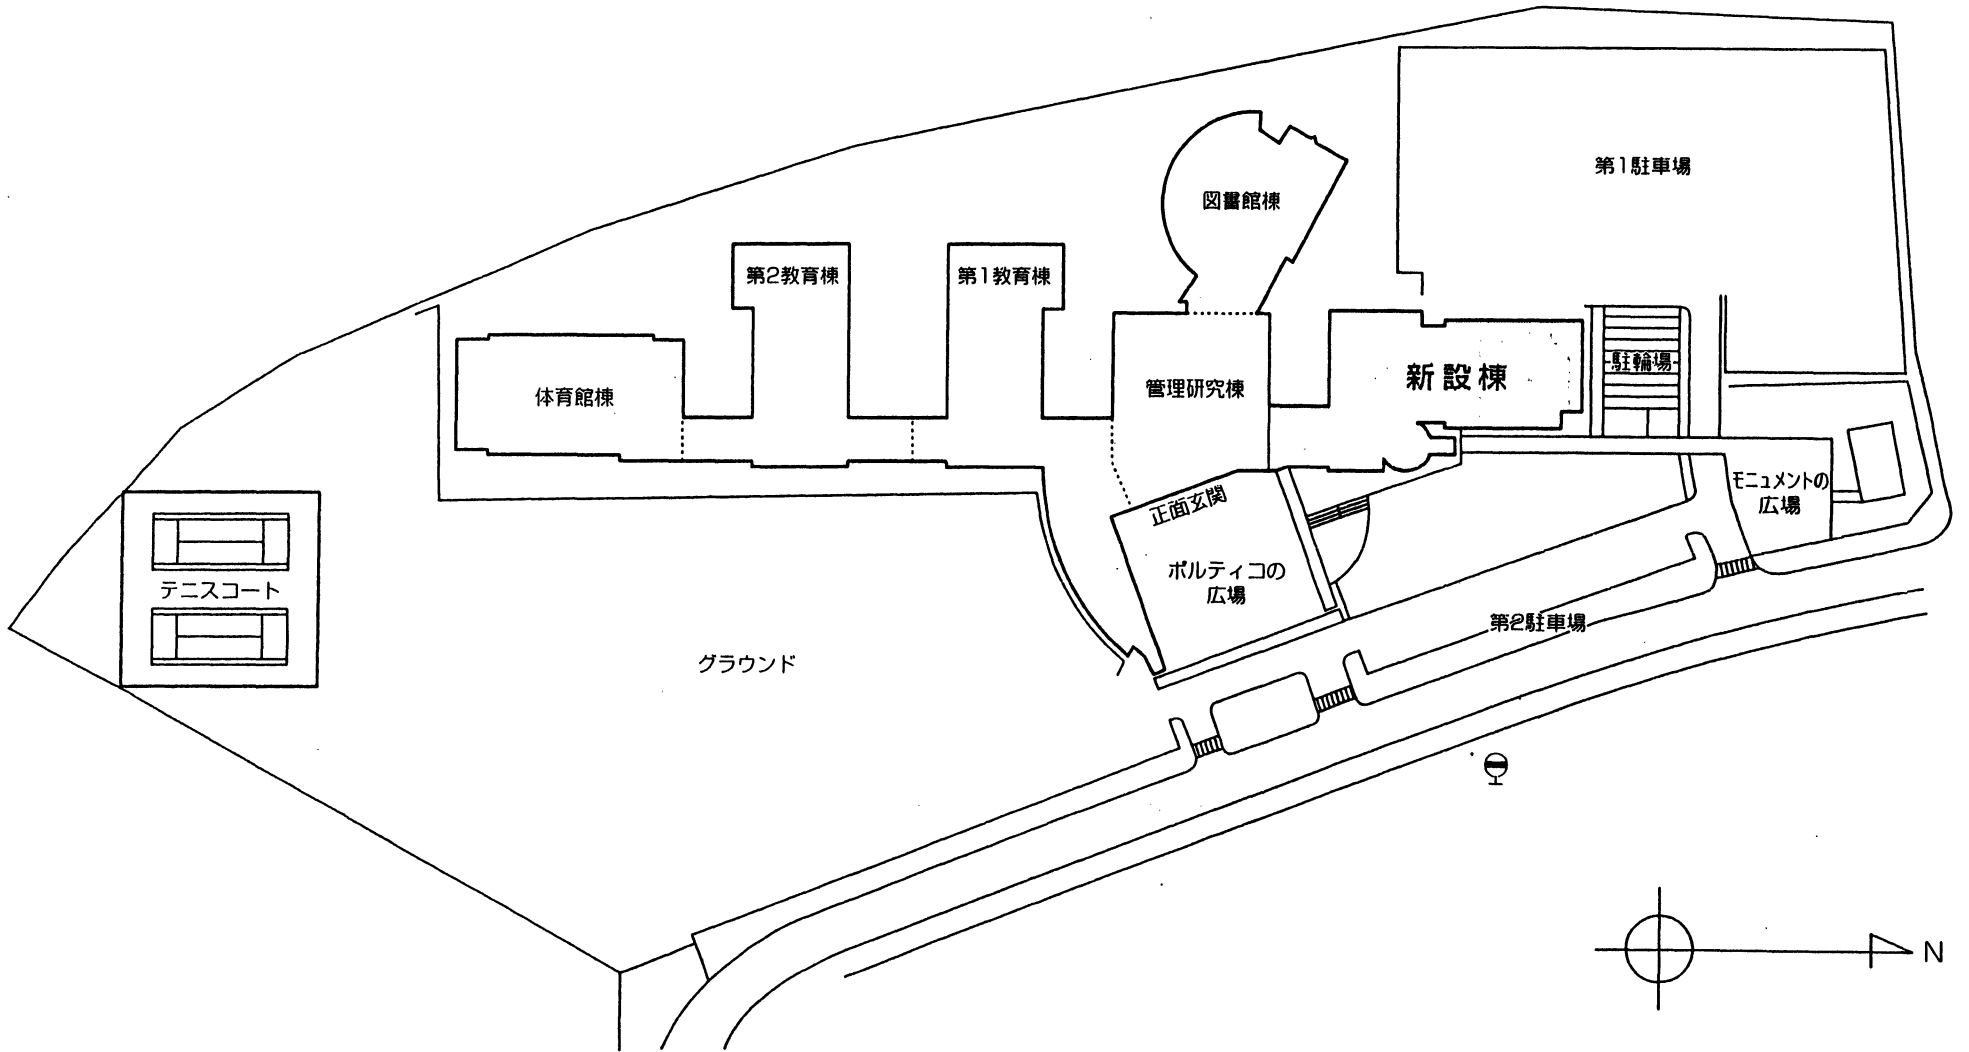 第1駐車場
図書館棟
第2教育棟
第1教育棟
体育館棟
管理研究棟
新設棟
駐輪場
モニュメントの
広場
正面玄関
ポルティコの
広場
テニスコート
第2駐車場
グラウンド
N